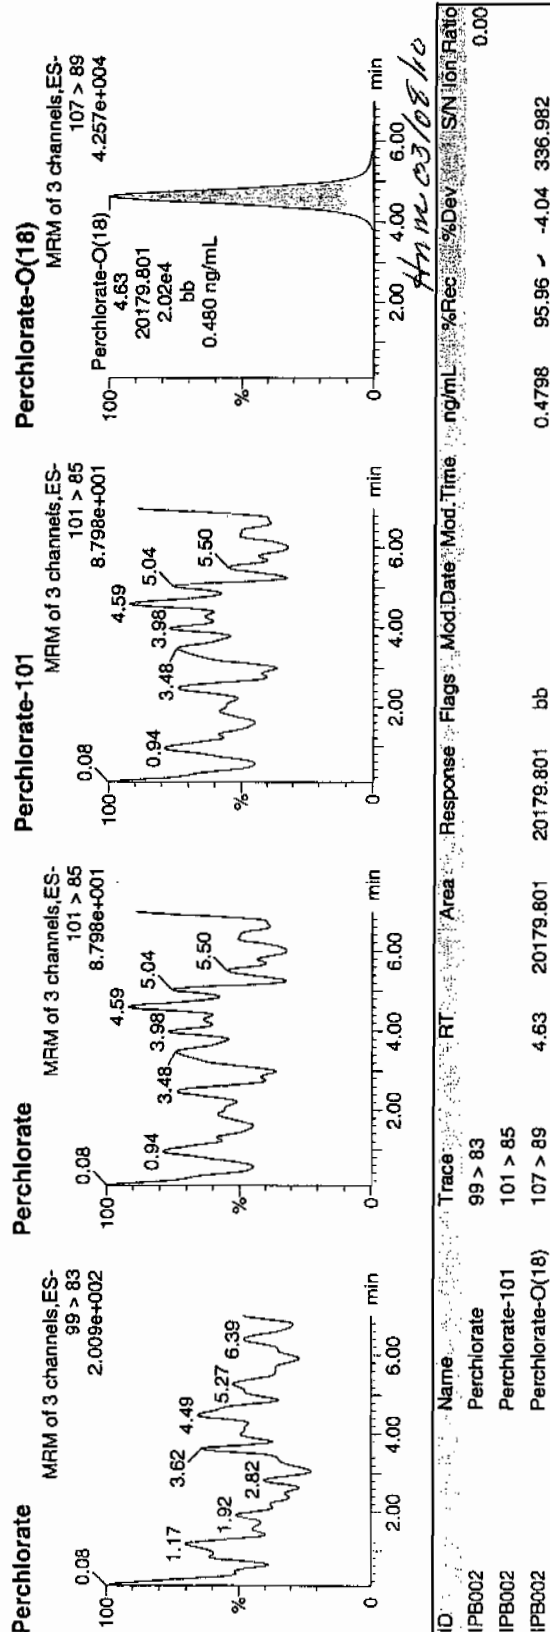 Perchlorate
MRM of 3 channels,ES-
99 > 83
2.009e+002
100
%
0
0.08
1.17
1.92
2.82
3.62
4.49
5.27
6.39
2.00
4.00
6.00
min
Perchlorate
MRM of 3 channels,ES-
101 > 85
8.798e+001
100
%
0
0.08
0.94
3.48
3.98
4.59
5.04
5.50
2.00
4.00
6.00
min
Perchlorate-101
MRM of 3 channels,ES-
101 > 85
8.798e+001
100
%
0
0.08
0.94
3.48
3.98
4.59
5.04
5.50
2.00
4.00
6.00
min
Perchlorate-O(18)
MRM of 3 channels,ES-
107 > 89
4.257e+004
100
%
0
Perchlorate-O(18)
4.63
20179.801
2.02e4
bb
0.480 ng/mL
2.00
4.00
6.00
min
03/08/10
ID Name Trace RT Area Response Flags Mod.Date Mod.Time ng/mL %Rec %Dev S/N Ion Ratio
IPB002 Perchlorate 99 > 83 0.00
IPB002 Perchlorate-101 101 > 85
IPB002 Perchlorate-O(18) 107 > 89 4.63 20179.801 20179.801 bb 0.4798 95.96 -4.04 336.982